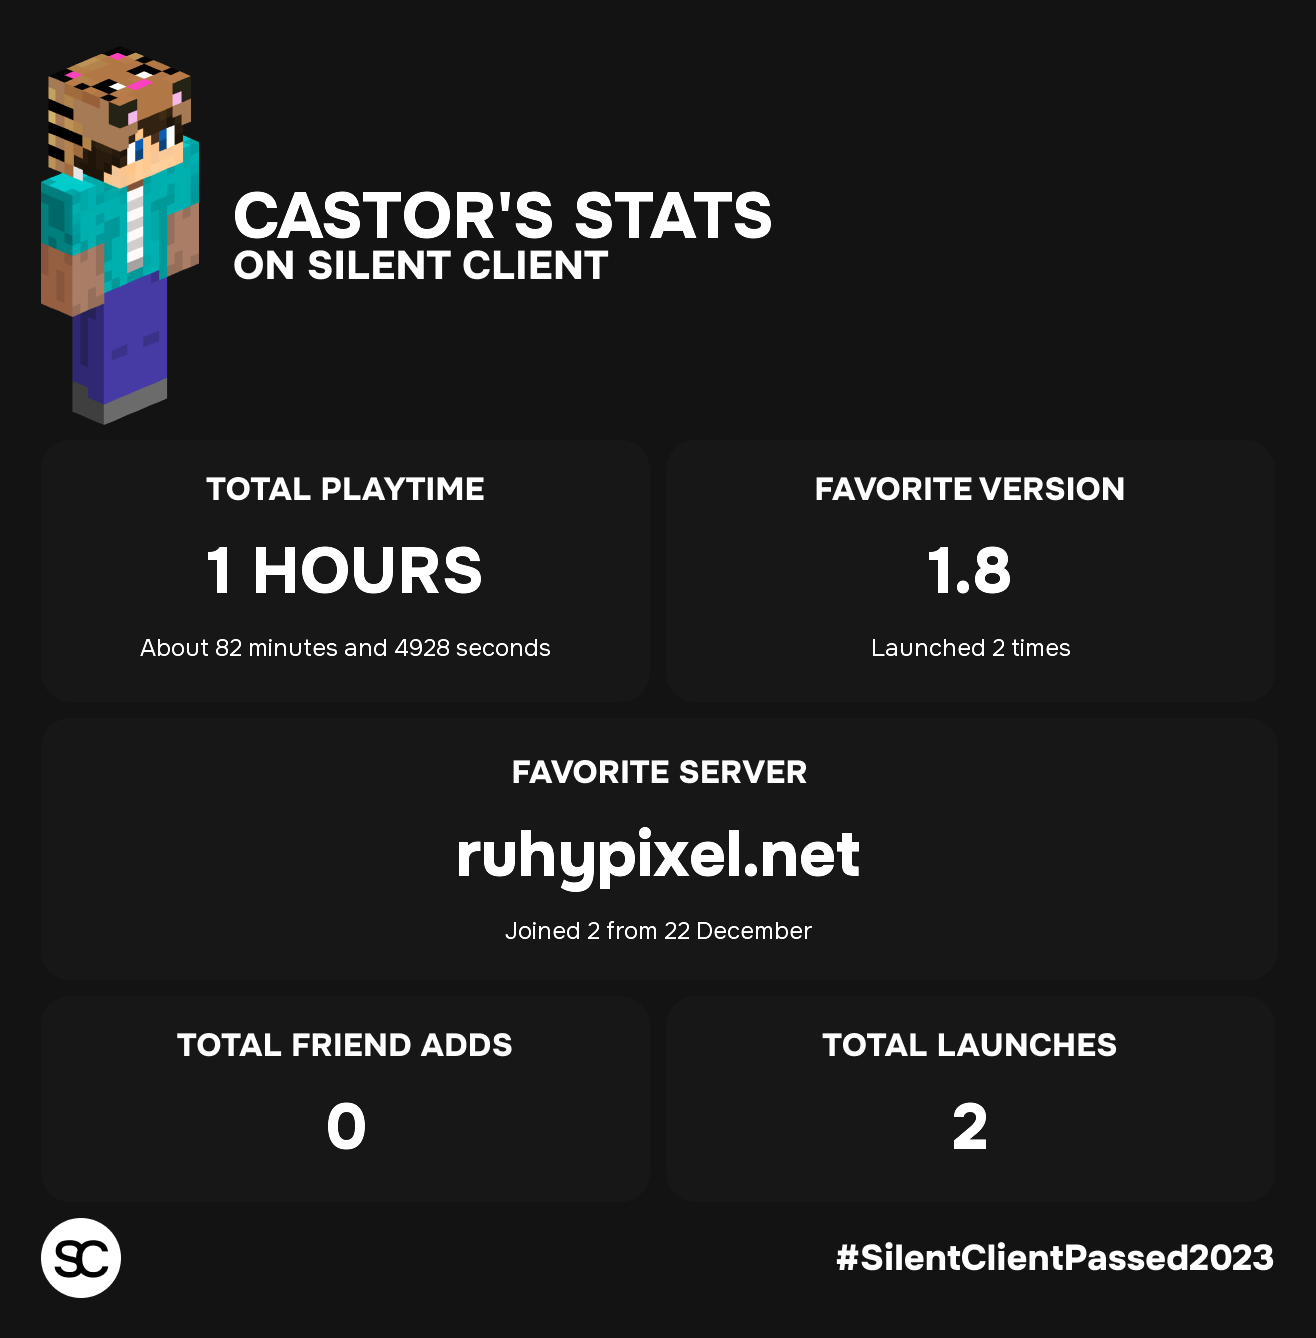 CASTOR'S STATS
ON SILENT CLIENT
TOTAL PLAYTIME
1 HOURS
About 82 minutes and 4928 seconds
FAVORITE VERSION
1.8
Launched 2 times
FAVORITE SERVER
ruhypixel.net
Joined 2 from 22 December
TOTAL FRIEND ADDS
0
TOTAL LAUNCHES
2
SC
#SilentClientPassed2023